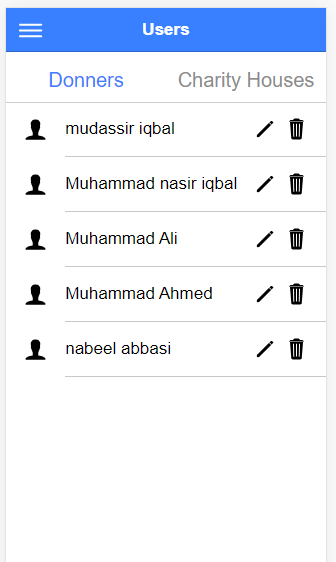 Users
Donners Charity Houses
mudassir iqbal
Muhammad nasir iqbal
Muhammad Ali
Muhammad Ahmed
nabeel abbasi